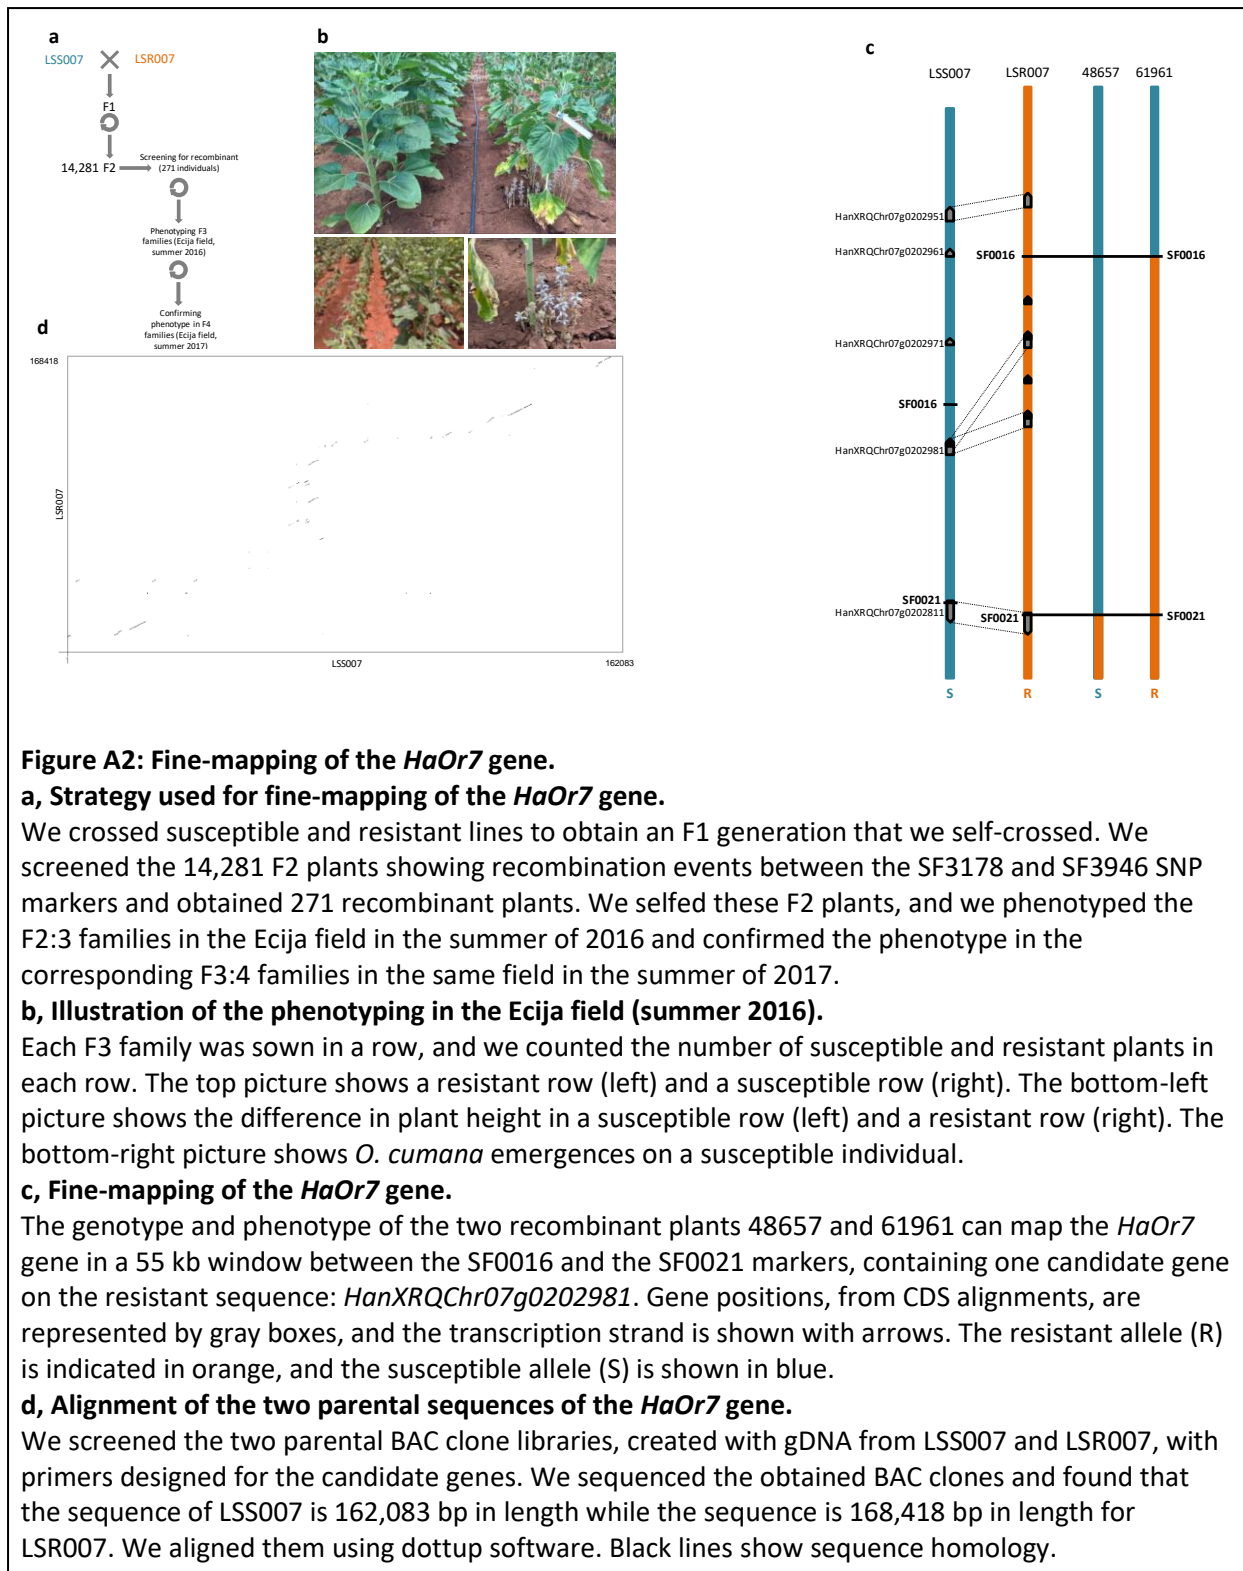 a
LSS007 LSR007
F1
14,281 F2
Screening for recombinant
(271 individuals)
Phenotyping F3
families (Ecija field,
summer 2016)
Confirming
phenotype in F4
families (Ecija field,
summer 2017)
b
c
LSS007 LSR007 48657 61961
HanXRQChr07g0202951
HanXRQChr07g0202961
SF0016 SF0016
HanXRQChr07g0202971
SF0016
HanXRQChr07g0202981
SF0021
HanXRQChr07g0202811
SF0021 SF0021
S R S R
d
168418
LSR007
LSS007
162083
Figure A2: Fine-mapping of the HaOr7 gene.
a, Strategy used for fine-mapping of the HaOr7 gene.
We crossed susceptible and resistant lines to obtain an F1 generation that we self-crossed. We
screened the 14,281 F2 plants showing recombination events between the SF3178 and SF3946 SNP
markers and obtained 271 recombinant plants. We selfed these F2 plants, and we phenotyped the
F2:3 families in the Ecija field in the summer of 2016 and confirmed the phenotype in the
corresponding F3:4 families in the same field in the summer of 2017.
b, Illustration of the phenotyping in the Ecija field (summer 2016).
Each F3 family was sown in a row, and we counted the number of susceptible and resistant plants in
each row. The top picture shows a resistant row (left) and a susceptible row (right). The bottom-left
picture shows the difference in plant height in a susceptible row (left) and a resistant row (right). The
bottom-right picture shows O. cumana emergences on a susceptible individual.
c, Fine-mapping of the HaOr7 gene.
The genotype and phenotype of the two recombinant plants 48657 and 61961 can map the HaOr7
gene in a 55 kb window between the SF0016 and the SF0021 markers, containing one candidate gene
on the resistant sequence: HanXRQChr07g0202981. Gene positions, from CDS alignments, are
represented by gray boxes, and the transcription strand is shown with arrows. The resistant allele (R)
is indicated in orange, and the susceptible allele (S) is shown in blue.
d, Alignment of the two parental sequences of the HaOr7 gene.
We screened the two parental BAC clone libraries, created with gDNA from LSS007 and LSR007, with
primers designed for the candidate genes. We sequenced the obtained BAC clones and found that
the sequence of LSS007 is 162,083 bp in length while the sequence is 168,418 bp in length for
LSR007. We aligned them using dottup software. Black lines show sequence homology.